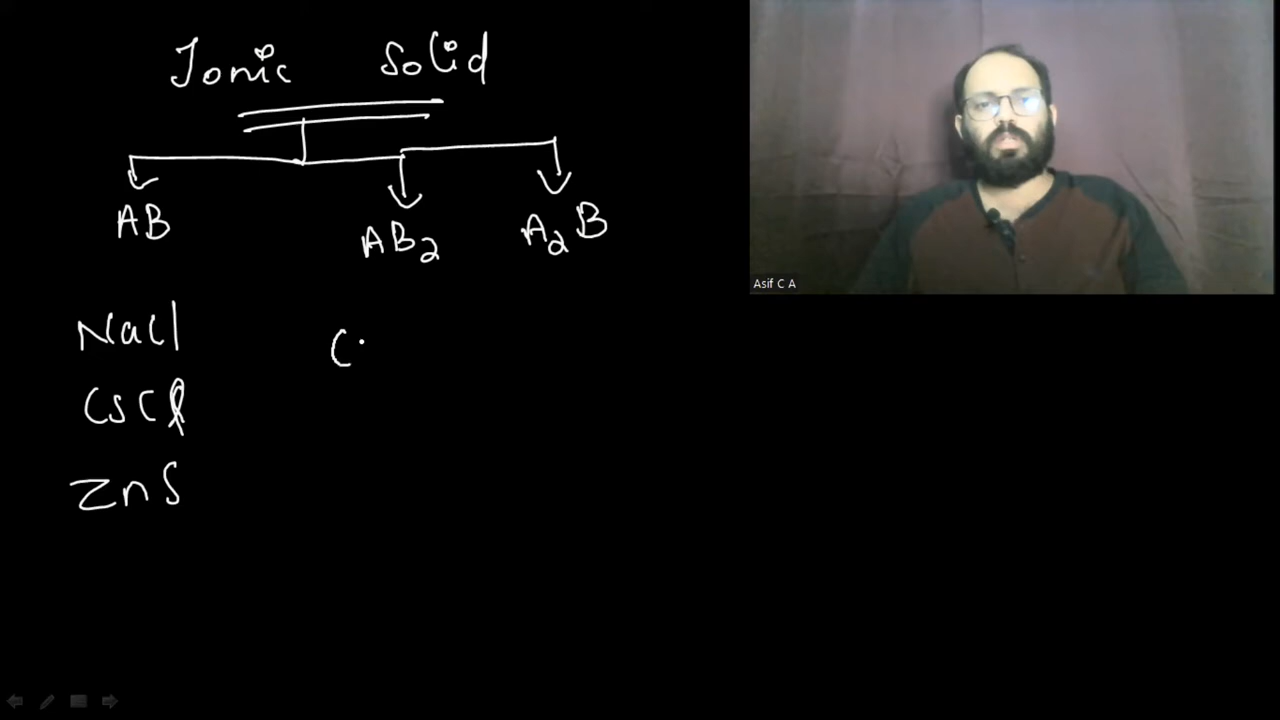 Ionic Solid
AB AB₂ A₂B
NaCl
CsCl
ZnS
C
Asif C A